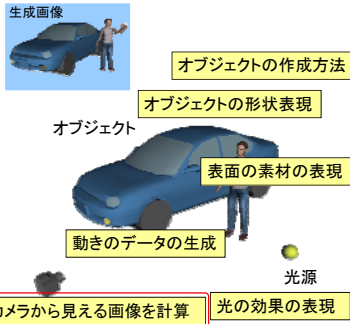 生成画像
オブジェクトの作成方法
オブジェクトの形状表現
オブジェクト
表面の素材の表現
動きのデータの生成
光源
カメラから見える画像を計算
光の効果の表現